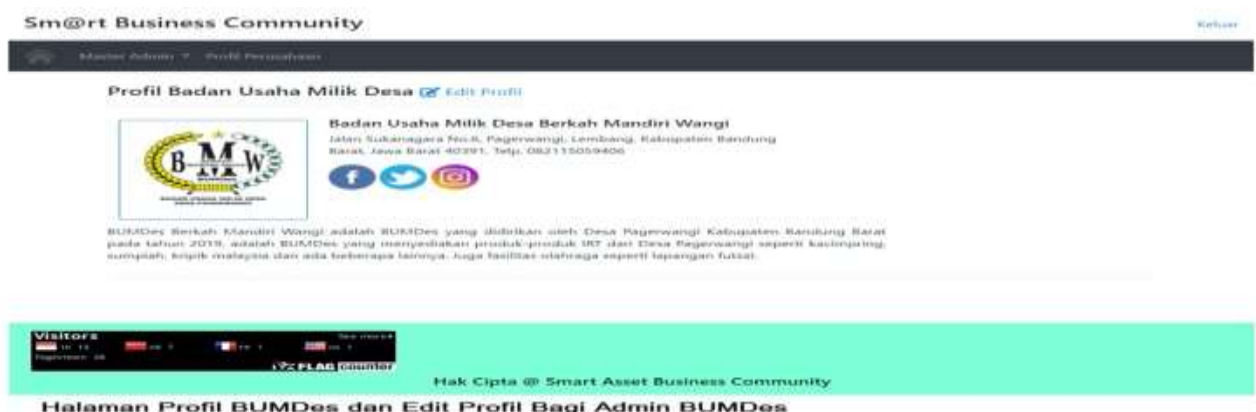 Sm@rt Business Community
Keluar
Master Admin Profil Perusahaan
Profil Badan Usaha Milik Desa Edit Profil
Badan Usaha Milik Desa Berkah Mandiri Wangi
Jalan Sukanagara No.8, Pagerwangi, Lembang, Kabupaten Bandung
Barat, Jawa Barat 40391. Telp. 082115059406
B M W
BUMDes Berkah Mandiri Wangi adalah BUMDes yang didirikan oleh Desa Pagerwangi Kabupaten Bandung Barat
pada tahun 2019, adalah BUMDes yang menyediakan produk-produk IRT dari Desa Pagerwangi seperti kacimpring,
sumpiah, kripik malaysia dan ada beberapa lainnya. Juga fasilitas olahraga seperti lapangan futsal.
Visitors
See more
Pageviews:
FLAG counter
Hak Cipta @ Smart Asset Business Community
Halaman Profil BUMDes dan Edit Profil Bagi Admin BUMDes